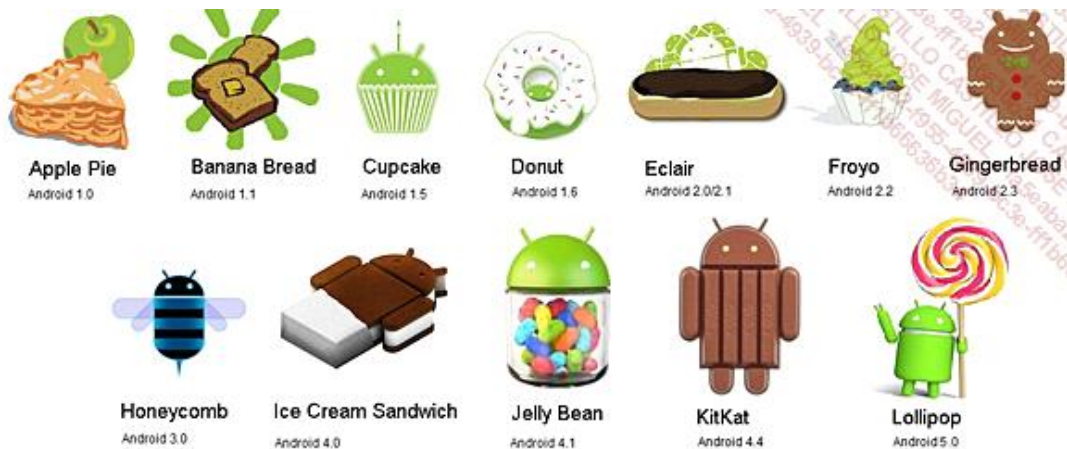 Apple Pie
Android 1.0
Banana Bread
Android 1.1
Cupcake
Android 1.5
Donut
Android 1.6
Eclair
Android 2.0/2.1
Froyo
Android 2.2
Gingerbread
Android 2.3
Honeycomb
Android 3.0
Ice Cream Sandwich
Android 4.0
Jelly Bean
Android 4.1
KitKat
Android 4.4
Lollipop
Android 5.0